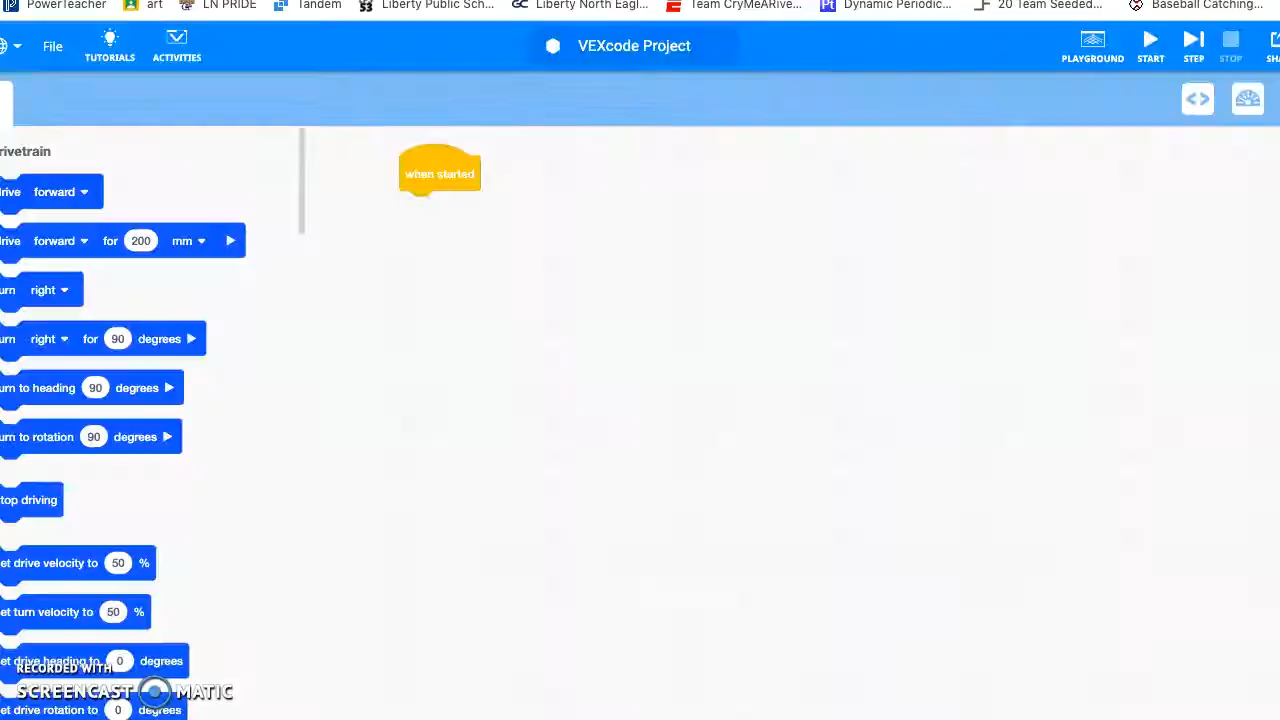 PowerTeacher art LN PRIDE Tandem Liberty Public Sch... Liberty North Eagl... Team CryMeARive... Dynamic Periodic... 20 Team Seeded... Baseball Catching...
File TUTORIALS ACTIVITIES VEXcode Project PLAYGROUND START STEP STOP SHA
rivetrain
when started
rive forward
rive forward for 200 mm
urn right
urn right for 90 degrees
urn to heading 90 degrees
urn to rotation 90 degrees
top driving
et drive velocity to 50 %
et turn velocity to 50 %
et drive heading to 0 degrees
RECORDED WITH
SCREENCAST MATIC
et drive rotation to 0 degrees